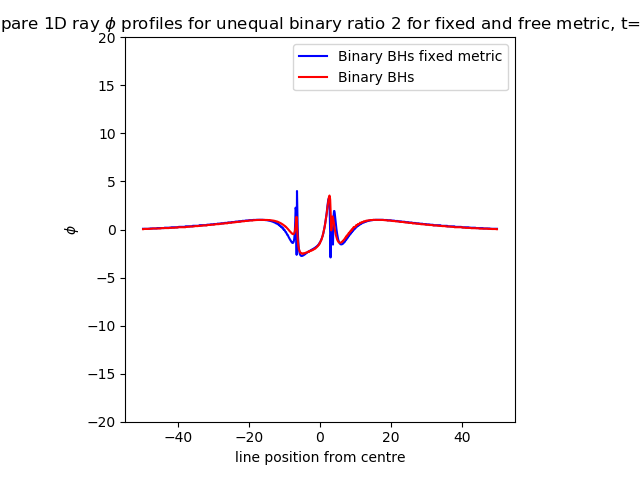 pare 1D ray ϕ profiles for unequal binary ratio 2 for fixed and free metric, t=
20
15
10
5
0
−5
−10
−15
−20
ϕ
Binary BHs fixed metric
Binary BHs
−40 −20 0 20 40
line position from centre